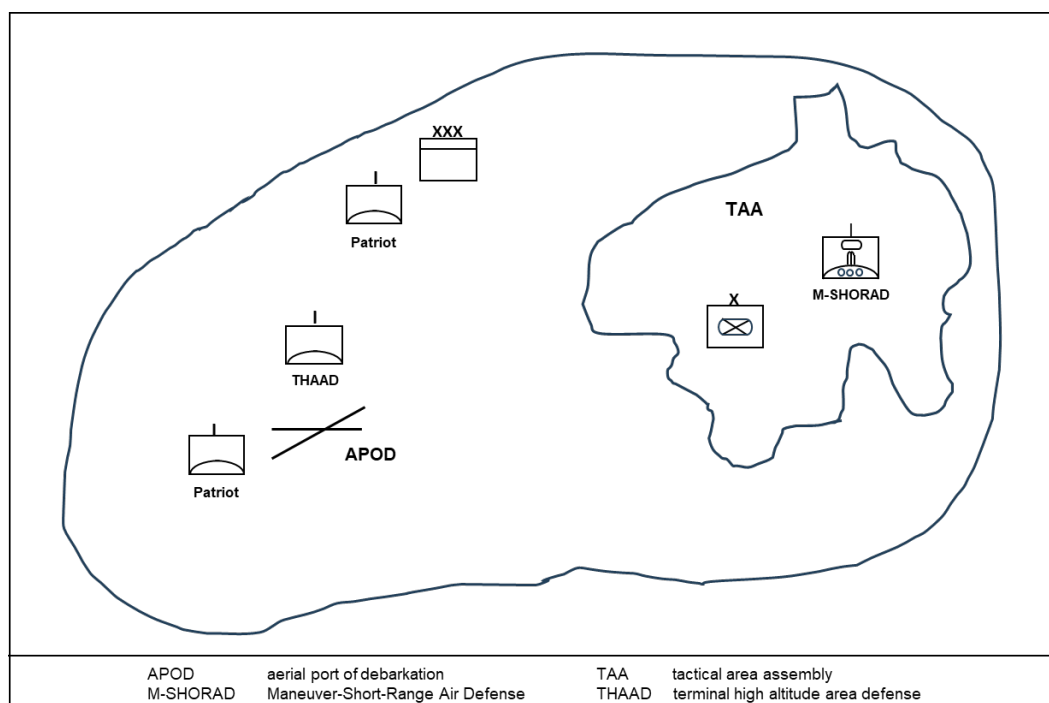 XXX
I
Patriot
TAA
I
M-SHORAD
X
I
THAAD
I
APOD
Patriot
APOD aerial port of debarkation TAA tactical area assembly
M-SHORAD Maneuver-Short-Range Air Defense THAAD terminal high altitude area defense